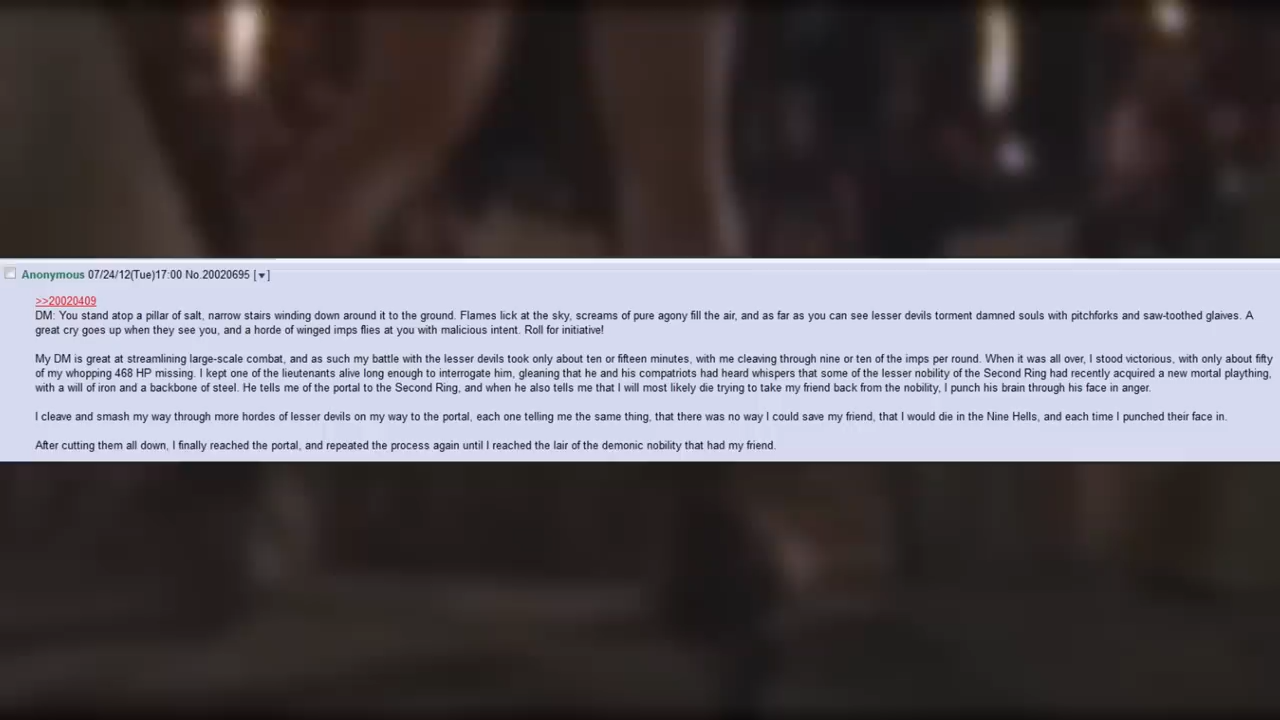 Anonymous 07/24/12(Tue)17:00 No.20020695 [▼]
>>20020409
DM: You stand atop a pillar of salt, narrow stairs winding down around it to the ground. Flames lick at the sky, screams of pure agony fill the air, and as far as you can see lesser devils torment damned souls with pitchforks and saw-toothed glaives. A
great cry goes up when they see you, and a horde of winged imps flies at you with malicious intent. Roll for initiative!
My DM is great at streamlining large-scale combat, and as such my battle with the lesser devils took only about ten or fifteen minutes, with me cleaving through nine or ten of the imps per round. When it was all over, I stood victorious, with only about fifty
of my whopping 468 HP missing. I kept one of the lieutenants alive long enough to interrogate him, gleaning that he and his compatriots had heard whispers that some of the lesser nobility of the Second Ring had recently acquired a new mortal plaything,
with a will of iron and a backbone of steel. He tells me of the portal to the Second Ring, and when he also tells me that I will most likely die trying to take my friend back from the nobility, I punch his brain through his face in anger.
I cleave and smash my way through more hordes of lesser devils on my way to the portal, each one telling me the same thing, that there was no way I could save my friend, that I would die in the Nine Hells, and each time I punched their face in.
After cutting them all down, I finally reached the portal, and repeated the process again until I reached the lair of the demonic nobility that had my friend.